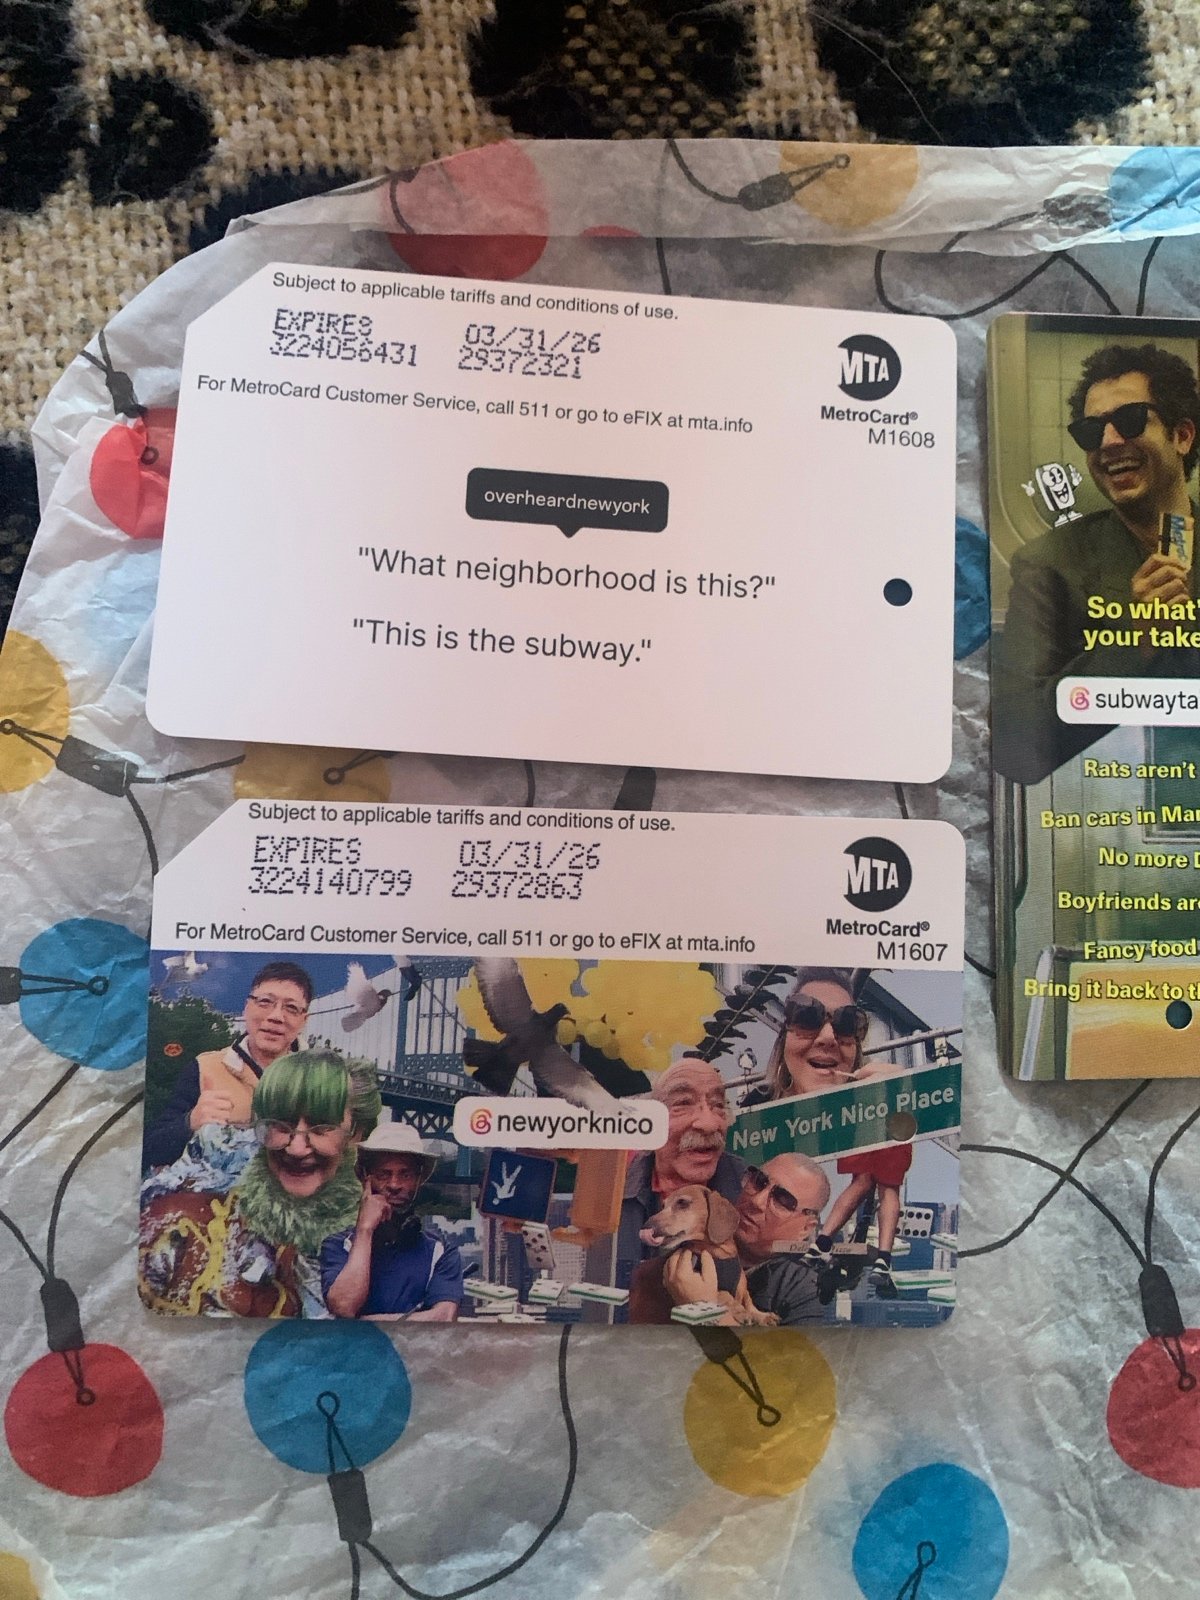 Subject to applicable tariffs and conditions of use.
EXPIRES 03/31/26
3224056431 29372321
For MetroCard Customer Service, call 511 or go to eFIX at mta.info
MTA
MetroCard®
M1608
overheardnewyork
"What neighborhood is this?"
"This is the subway."
Subject to applicable tariffs and conditions of use.
EXPIRES 03/31/26
3224140799 29372863
For MetroCard Customer Service, call 511 or go to eFIX at mta.info
MTA
MetroCard®
M1607
newyorknico
New York Nico Place
So what'
your take
subwayta
Rats aren't
Ban cars in
No more
Boyfriends
Fancy food
Bring it back to